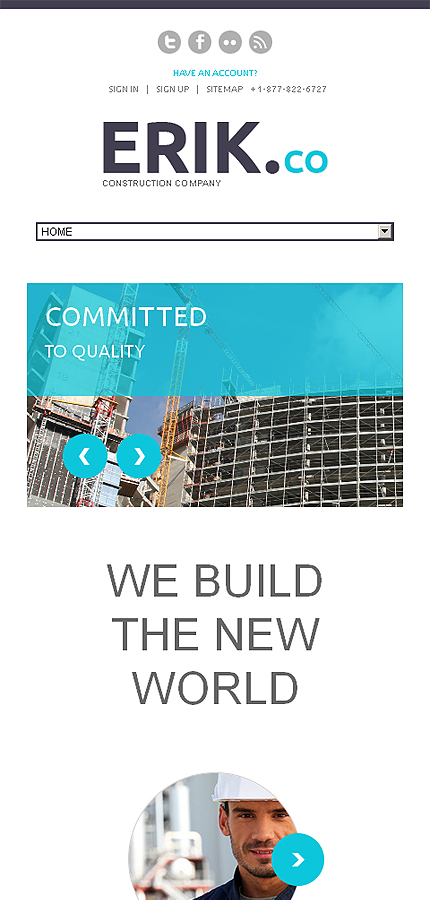 HAVE AN ACCOUNT?
SIGN IN | SIGN UP | SITEMAP +1-877-822-6727
ERIK.CO
CONSTRUCTION COMPANY
HOME
COMMITTED
TO QUALITY
WE BUILD
THE NEW
WORLD